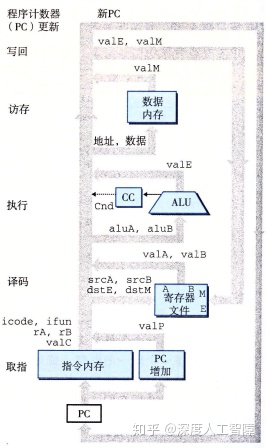 程序计数器
(PC) 更新
新PC
写回
valE, valM
valM
访存
数据
内存
地址, 数据
valE
执行
CC
ALU
Cnd
aluA, aluB
valA, valB
译码
srcA, srcB
dstE, dstM
A B
M
寄存器
文件
E
icode, ifun
rA, rB
valC
valP
取指
指令内存
PC
增加
PC
知乎 @深度人工智障